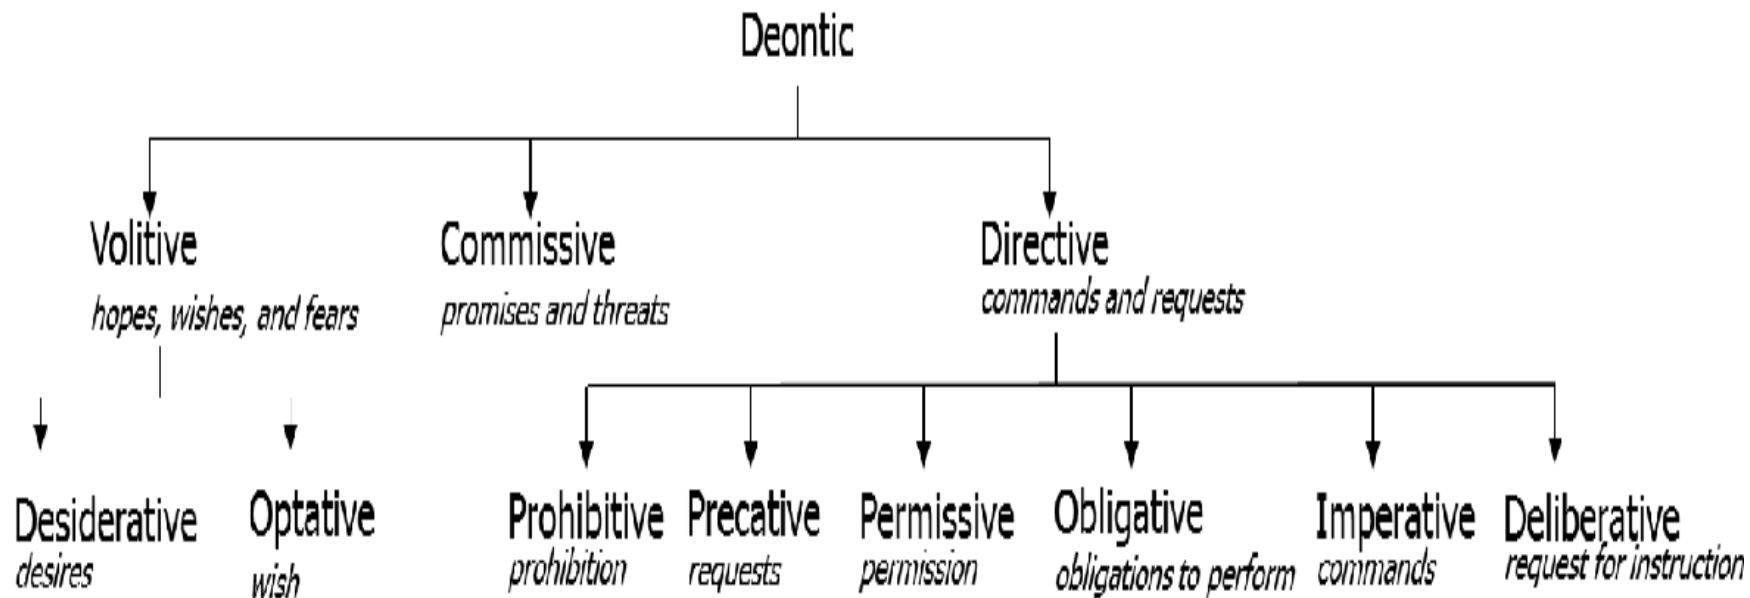 Deontic
Volitive
hopes, wishes, and fears
Commissive
promises and threats
Directive
commands and requests
Desiderative
desires
Optative
wish
Prohibitive
prohibition
Precative
requests
Permissive
permission
Obligative
obligations to perform
Imperative
commands
Deliberative
request for instruction